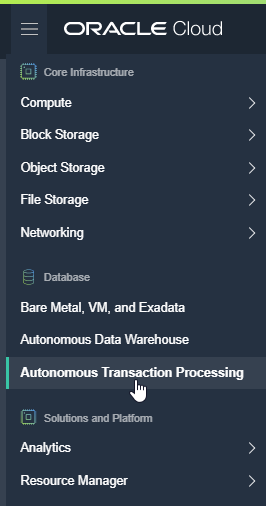 ORACLE Cloud
Core Infrastructure
Compute
Block Storage
Object Storage
File Storage
Networking
Database
Bare Metal, VM, and Exadata
Autonomous Data Warehouse
Autonomous Transaction Processing
Solutions and Platform
Analytics
Resource Manager